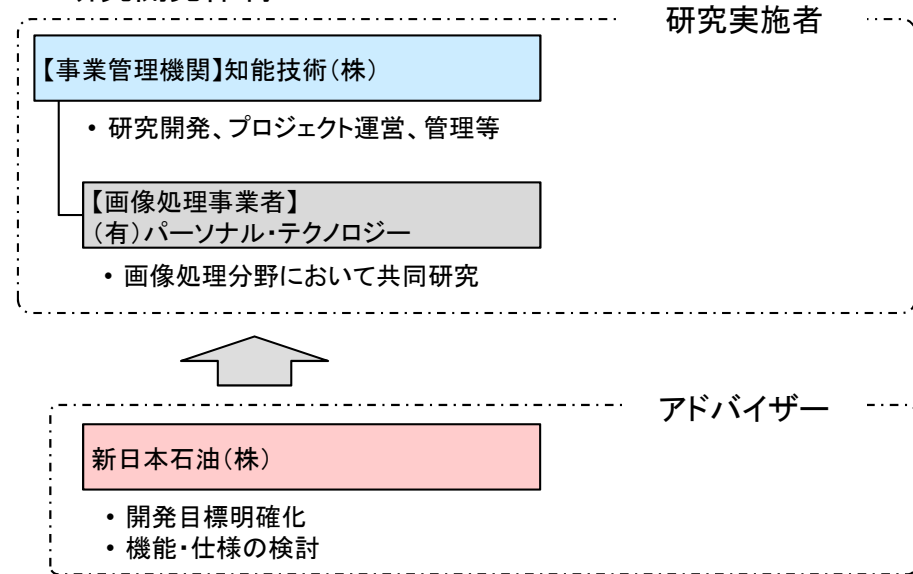 研究実施者
【事業管理機関】知能技術(株)
• 研究開発、プロジェクト運営、管理等
【画像処理事業者】
(有)パーソナル・テクノロジー
• 画像処理分野において共同研究
アドバイザー
新日本石油(株)
• 開発目標明確化
• 機能・仕様の検討